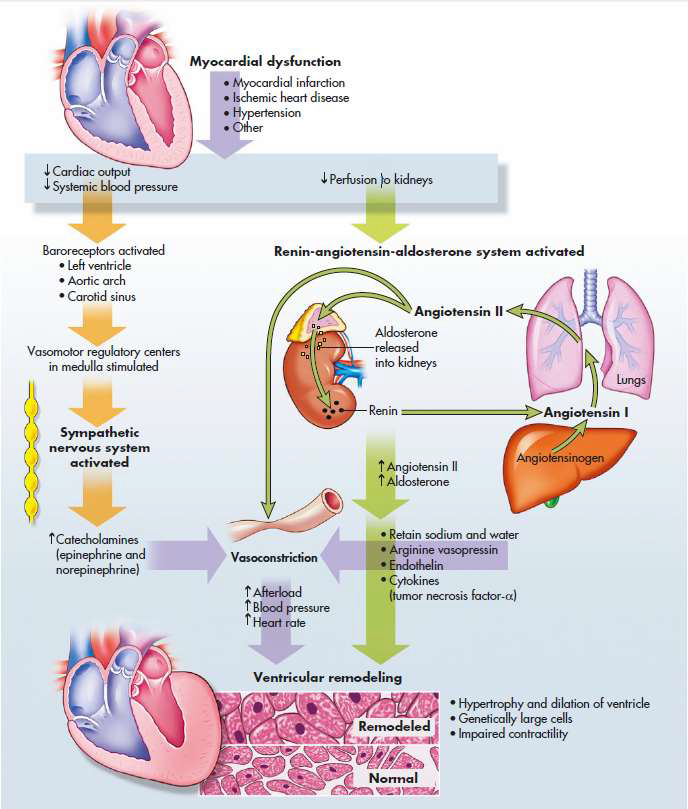 Myocardial dysfunction
• Myocardial infarction
• Ischemic heart disease
• Hypertension
• Other
↓ Cardiac output
↓ Systemic blood pressure
↓ Perfusion to kidneys
Baroreceptors activated
• Left ventricle
• Aortic arch
• Carotid sinus
Vasomotor regulatory centers
in medulla stimulated
Sympathetic
nervous system
activated
↑ Catecholamines
(epinephrine and
norepinephrine)
Renin-angiotensin-aldosterone system activated
Angiotensin II
Aldosterone
released
into kidneys
Renin
Lungs
Angiotensin I
Angiotensinogen
↑ Angiotensin II
↑ Aldosterone
Vasoconstriction
• Retain sodium and water
• Arginine vasopressin
• Endothelin
• Cytokines
(tumor necrosis factor-α)
↑ Afterload
↑ Blood pressure
↑ Heart rate
Ventricular remodeling
Remodeled
Normal
• Hypertrophy and dilation of ventricle
• Genetically large cells
• Impaired contractility